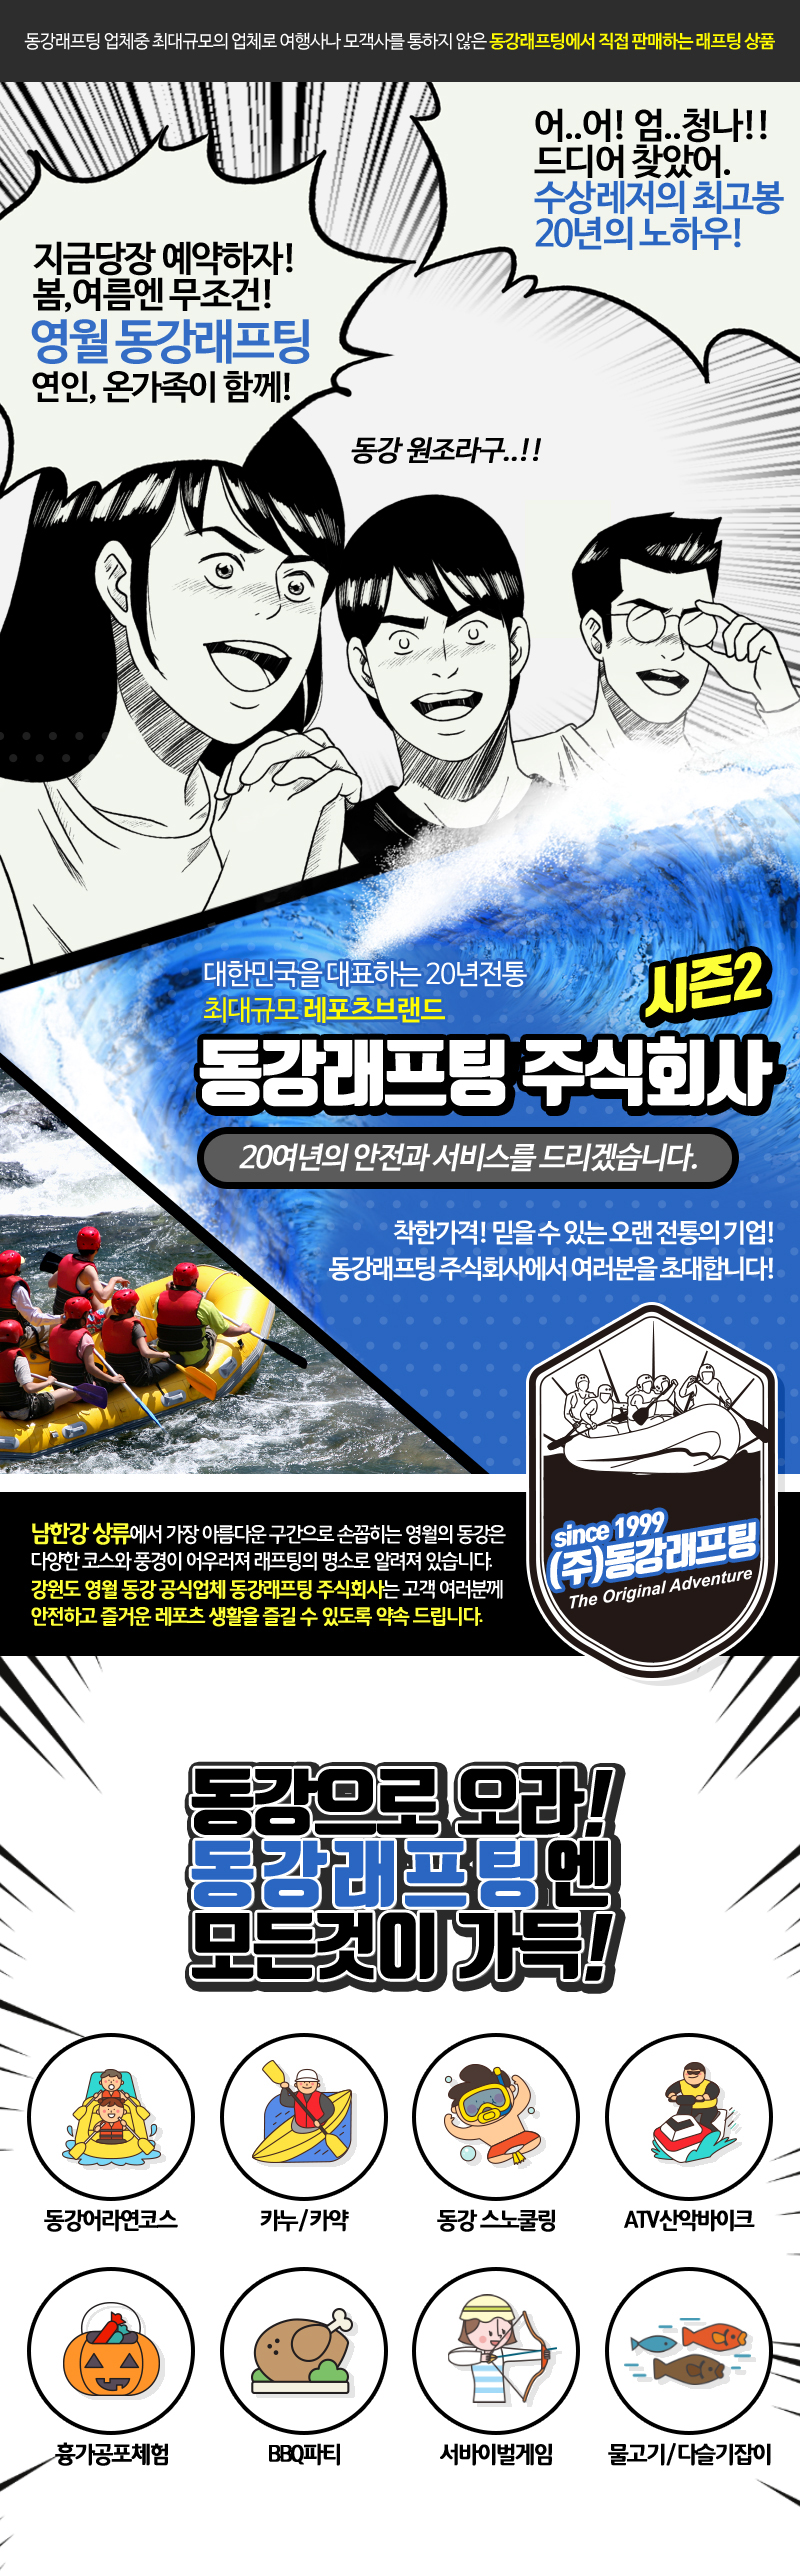 동강래프팅 업체중 최대규모의 업체로 여행사나 모객사를 통하지 않은 동강래프팅에서 직접 판매하는 래프팅 상품
어..어! 엄..청나!!
드디어 찾았어.
수상레저의 최고봉
20년의 노하우!
지금당장 예약하자!
봄,여름엔 무조건!
영월 동강래프팅
연인, 온가족이 함께!
동강 원조라구..!!
대한민국을 대표하는 20년전통
최대규모 레포츠브랜드
시즌2
동강래프팅 주식회사
20여년의 안전과 서비스를 드리겠습니다.
착한가격! 믿을 수 있는 오랜 전통의 기업!
동강래프팅 주식회사에서 여러분을 초대합니다!
남한강 상류에서 가장 아름다운 구간으로 손꼽히는 영월의 동강은
다양한 코스와 풍경이 어우러져 래프팅의 명소로 알려져 있습니다.
강원도 영월 동강 공식업체 동강래프팅 주식회사는 고객 여러분께
안전하고 즐거운 레포츠 생활을 즐길 수 있도록 약속 드립니다.
since 1999
(주)동강래프팅
The Original Adventure
동강으로 오라!
동강래프팅엔
모든것이 가득!
동강어라연코스
카누/카약
동강 스노쿨링
ATV산악바이크
흉가공포체험
BBQ파티
서바이벌게임
물고기/다슬기잡이